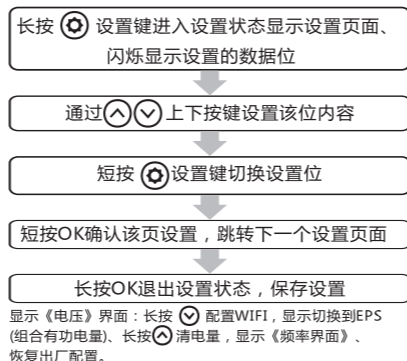 长按 设置键进入设置状态显示设置页面、
闪烁显示设置的数据位
通过 上下按键设置该位内容
短按 设置键切换设置位
短按OK确认该页设置，跳转下一个设置页面
长按OK退出设置状态，保存设置
显示《电压》界面：长按 配置WIFI，显示切换到EPS
(组合有功电量)、长按 清电量，显示《频率界面》、
恢复出厂配置。